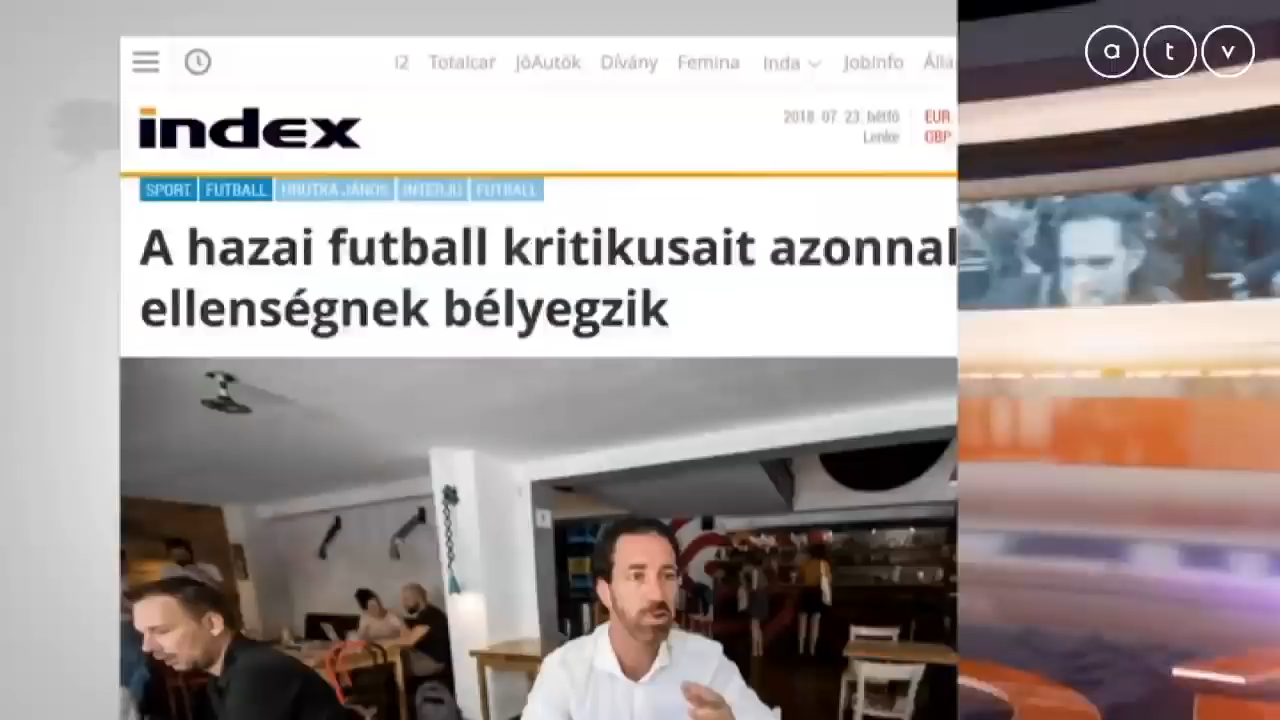 a t v
I2 Totalcar JóAutók Dívány Femina Inda Jobinfo Álla
index
2018. 07. 23. hétfő EUR
Lenke GBP
SPORT FUTBALL HRUTKA JÁNOS INTERJÚ FUTBALL
A hazai futball kritikusait azonnal
ellenségnek bélyegzik